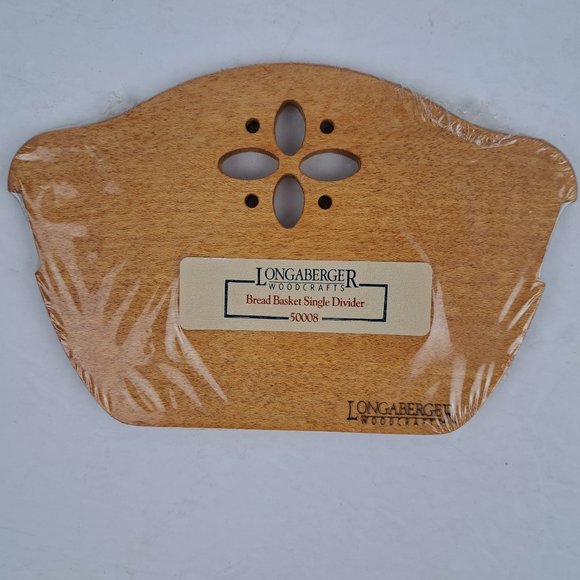 LONGABERGER
WOODCRAFTS
Bread Basket Single Divider
50008
LONGABERGER
WOODCRAFTS